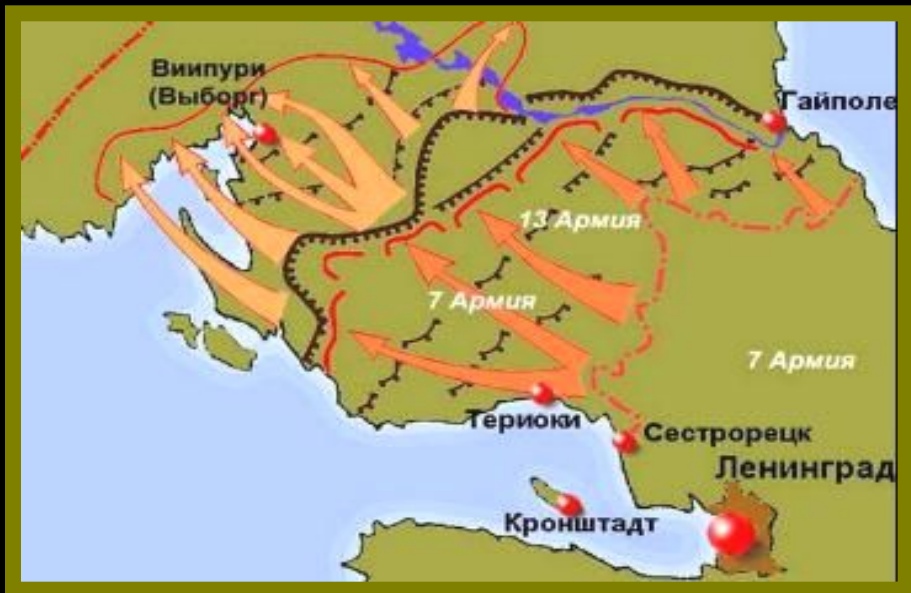 Виипури
(Выборг)
Гайполе
13 Армия
7 Армия
7 Армия
Териоки
Сестрорецк
Ленинград
Кронштадт